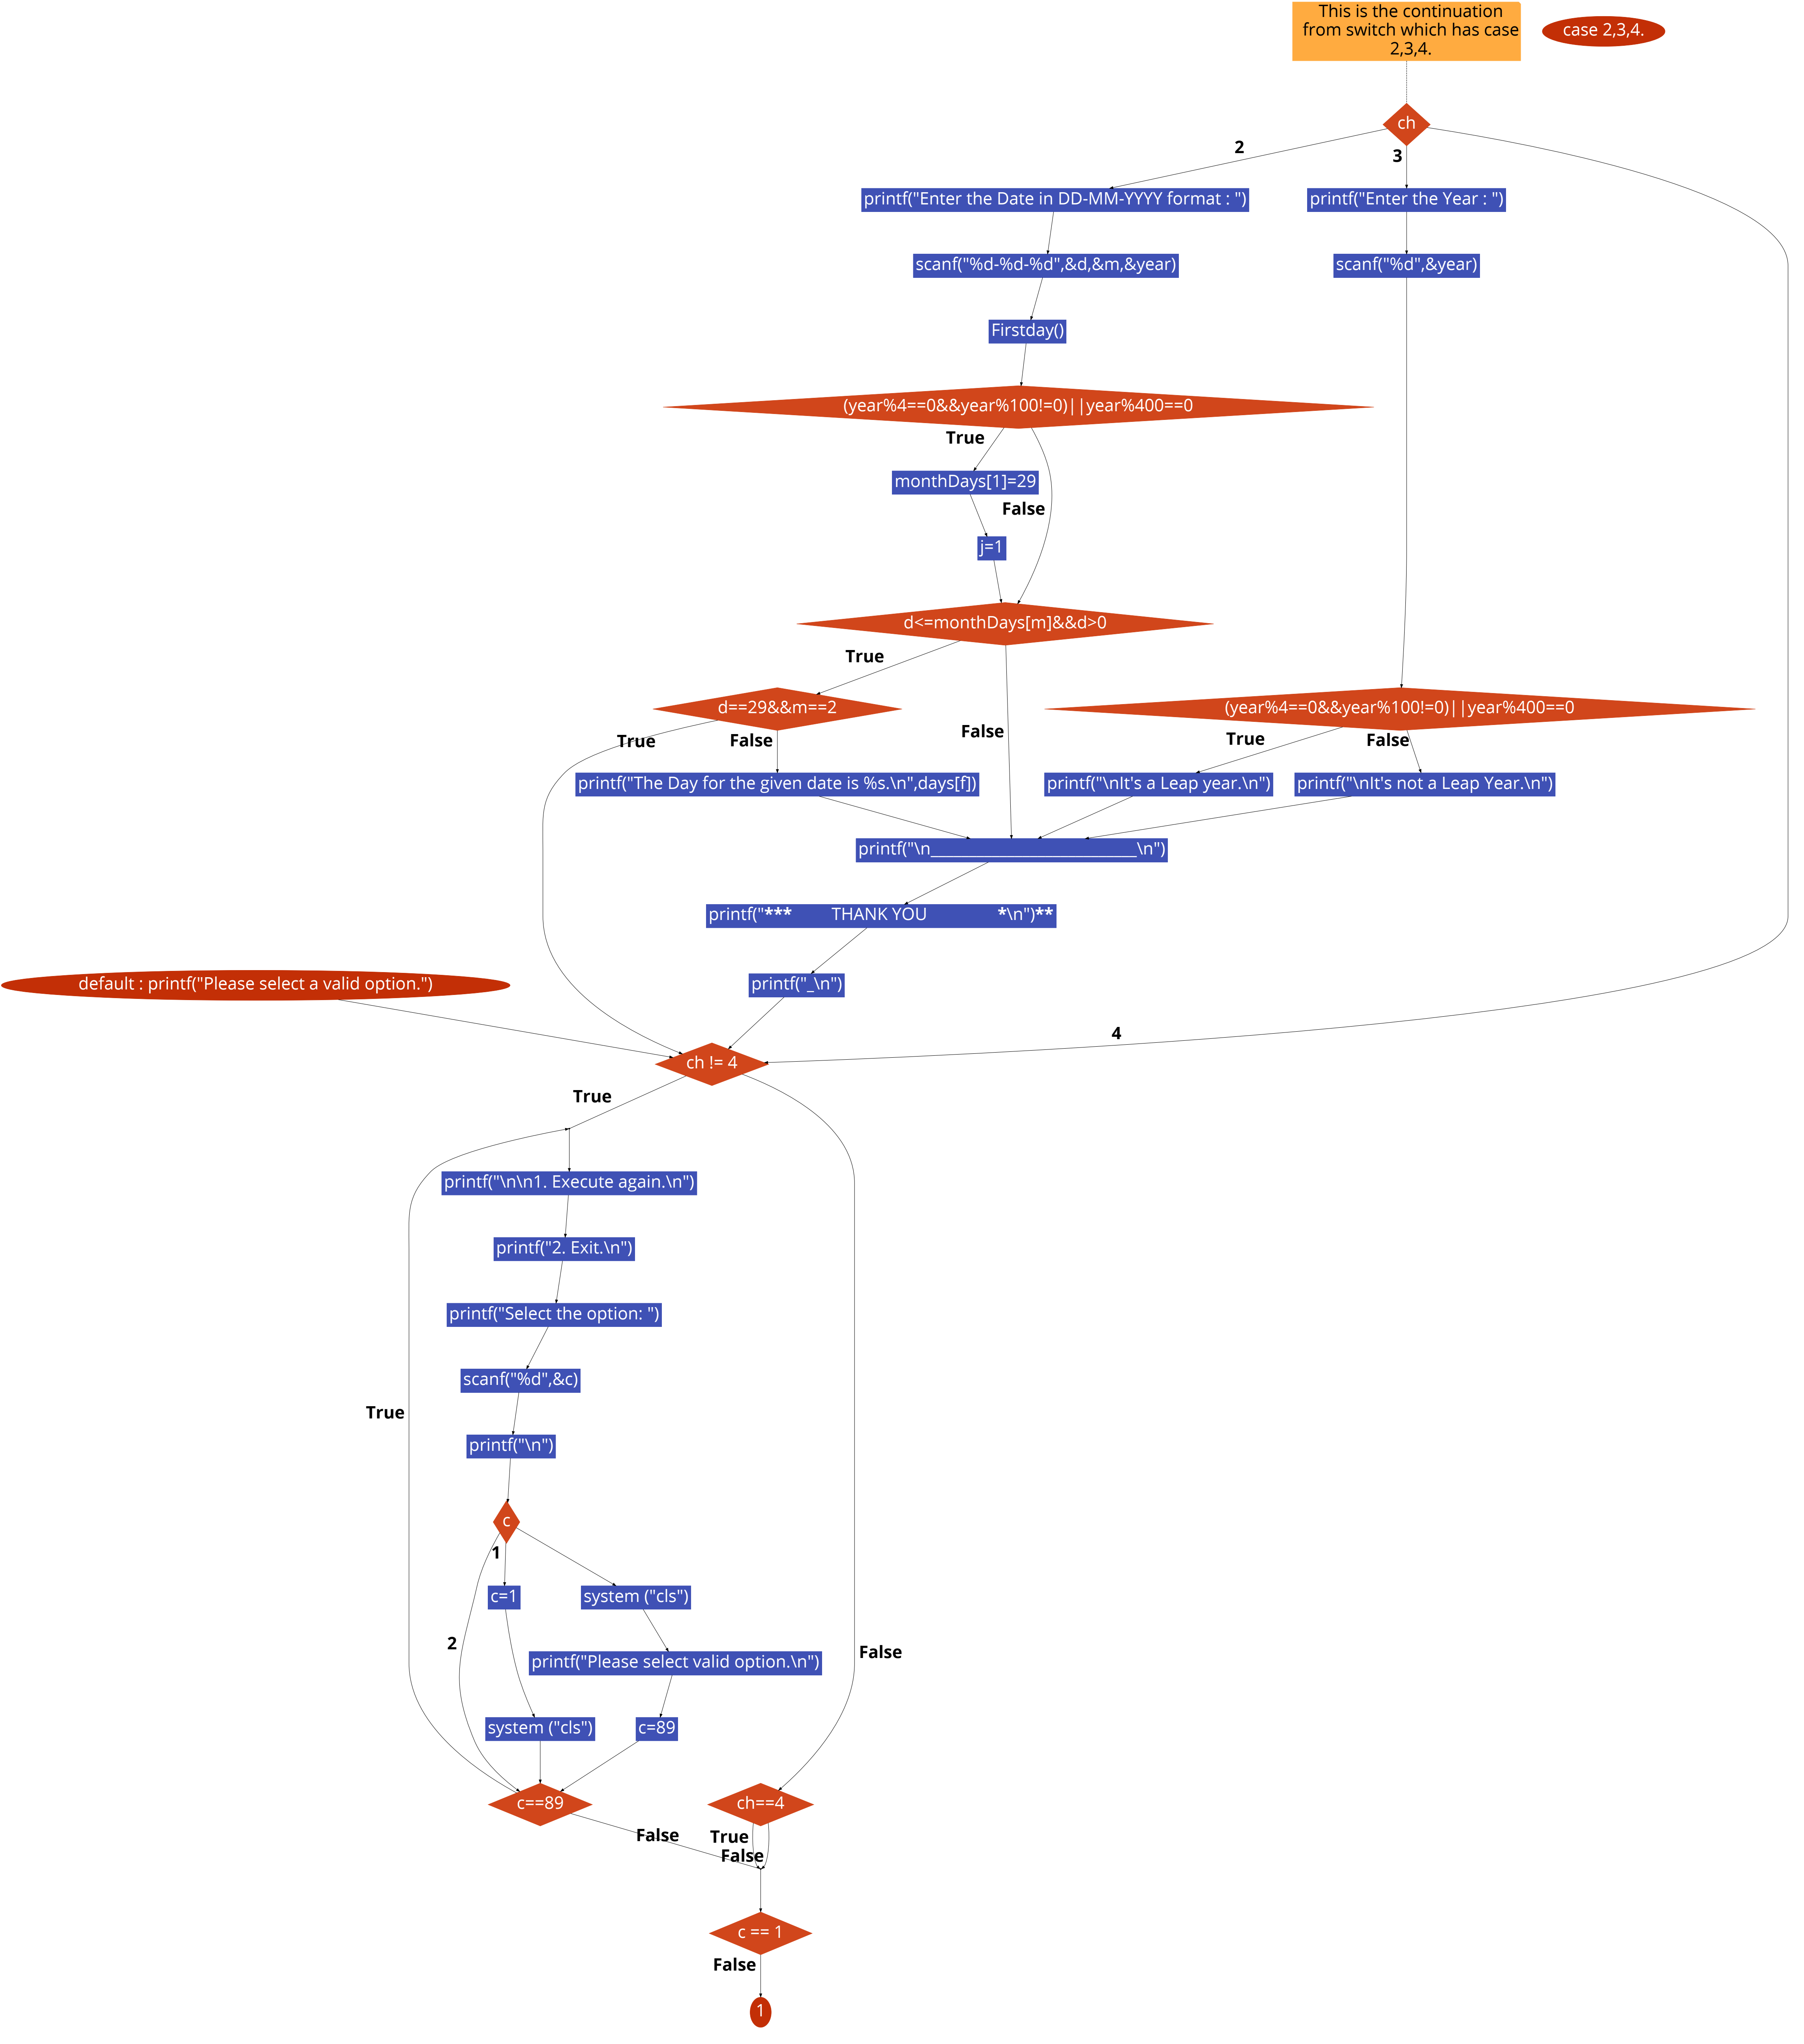 This is the continuation
from switch which has case
2,3,4.
case 2,3,4.
ch
2
3
printf("Enter the Date in DD-MM-YYYY format : ")
printf("Enter the Year : ")
scanf("%d-%d-%d",&d,&m,&year)
scanf("%d",&year)
Firstday()
(year%4==0&&year%100!=0)||year%400==0
True
monthDays[1]=29
False
j=1
d<=monthDays[m]&&d>0
True
d==29&&m==2
(year%4==0&&year%100!=0)||year%400==0
False
True
False
True
False
printf("The Day for the given date is %s.\n",days[f])
printf("\nIt's a Leap year.\n")
printf("\nIt's not a Leap Year.\n")
printf("\n___________________________\n")
printf("*** THANK YOU *\n")**
default : printf("Please select a valid option.")
printf("_\n")
4
ch != 4
True
printf("\n\n1. Execute again.\n")
printf("2. Exit.\n")
printf("Select the option: ")
scanf("%d",&c)
True
printf("\n")
c
1
c=1
system ("cls")
2
False
printf("Please select valid option.\n")
system ("cls")
c=89
c==89
ch==4
False
True
False
c == 1
False
1